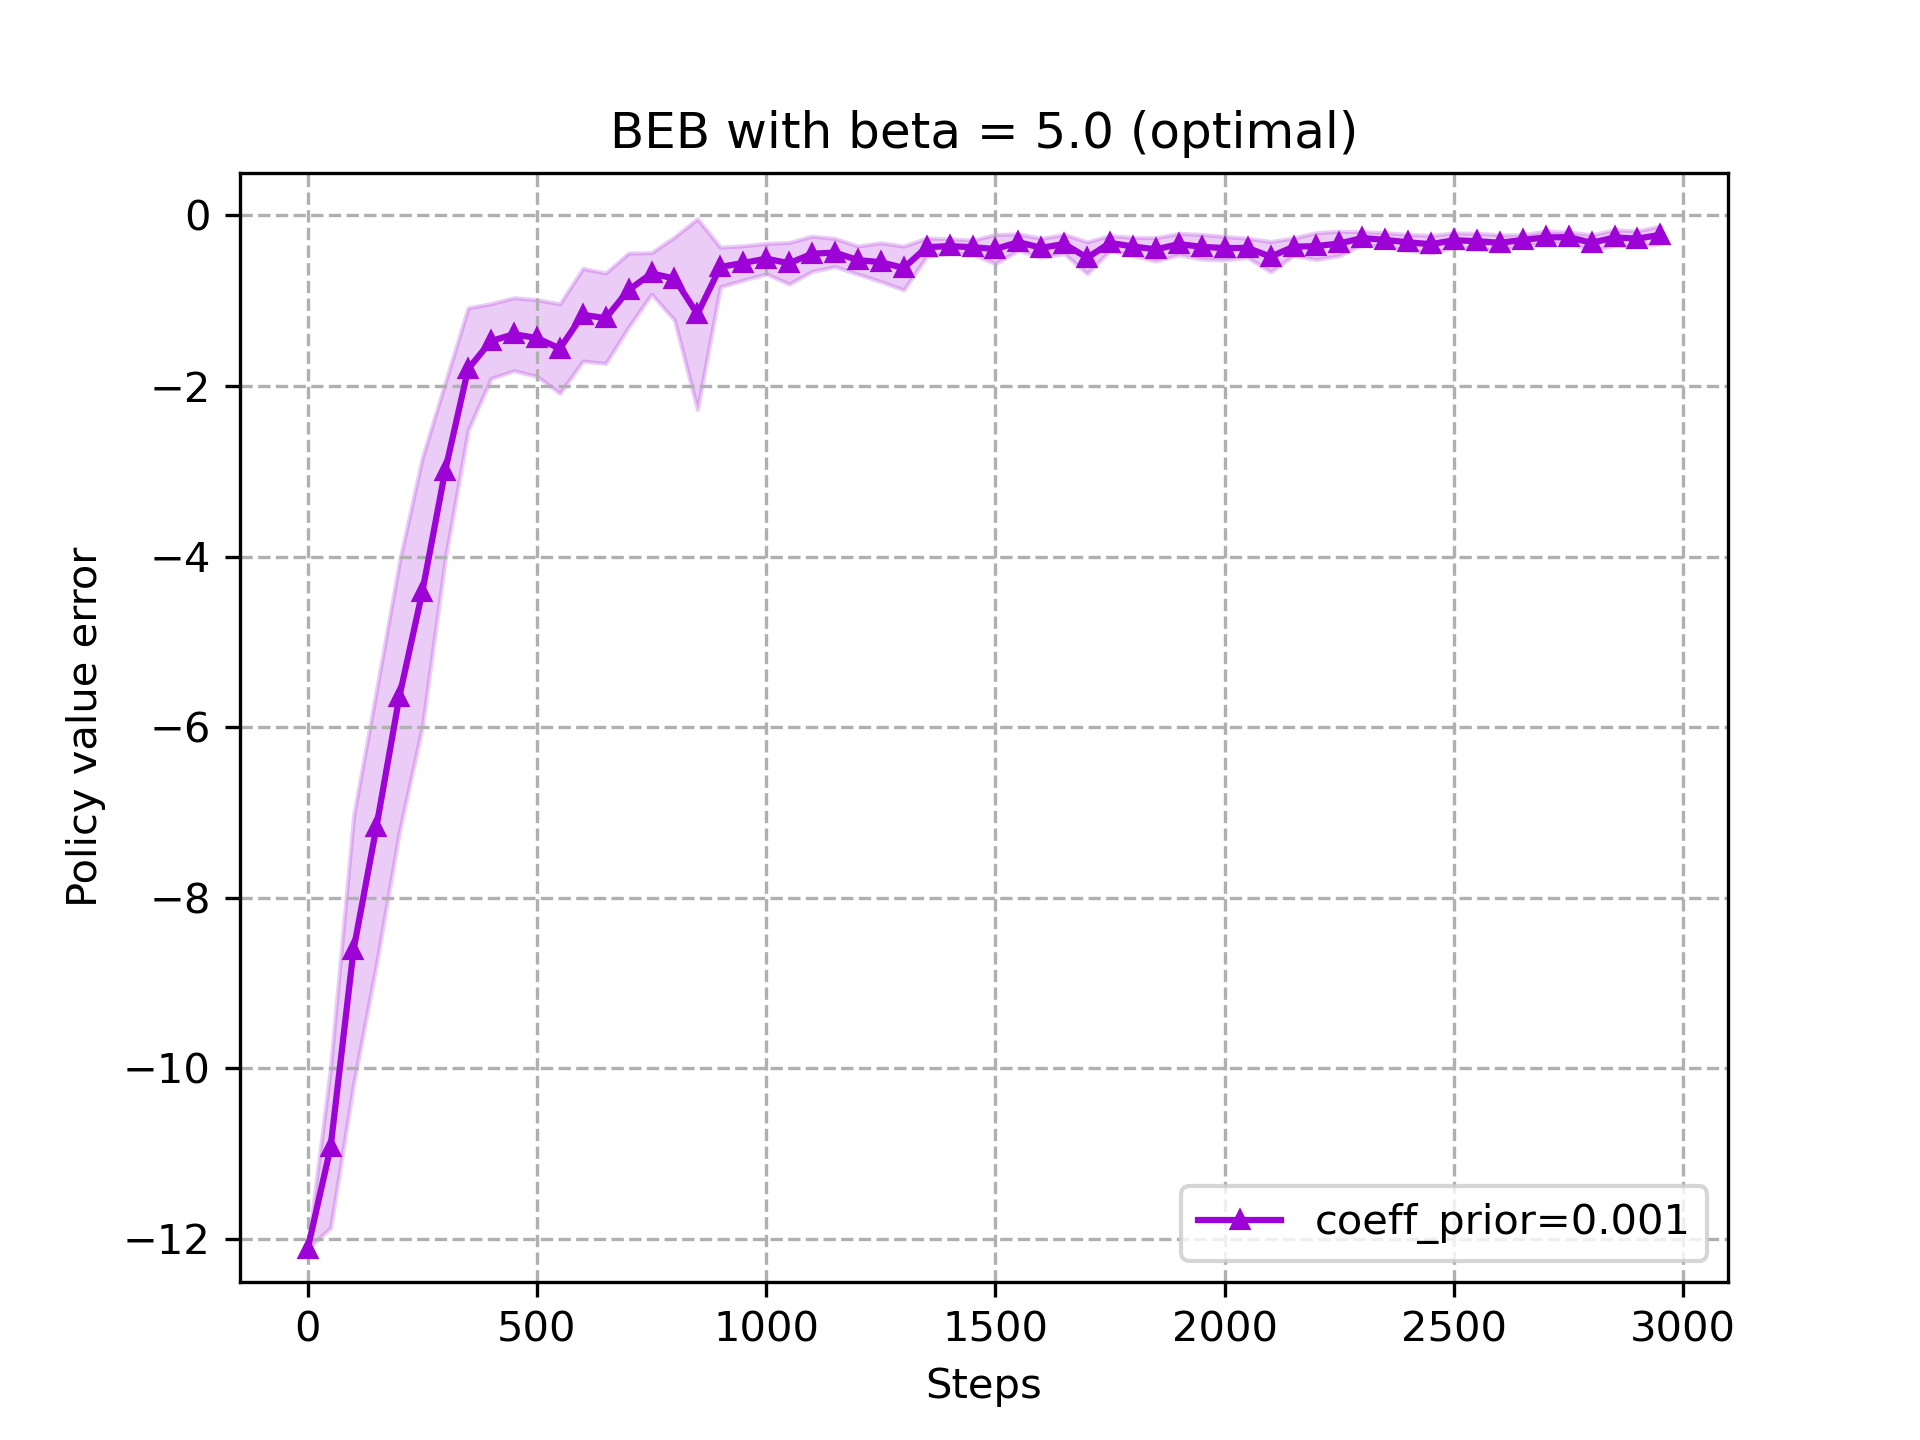 BEB with beta = 5.0 (optimal)
Policy value error
0
−2
−4
−6
−8
−10
−12
coeff_prior=0.001
0 500 1000 1500 2000 2500 3000
Steps